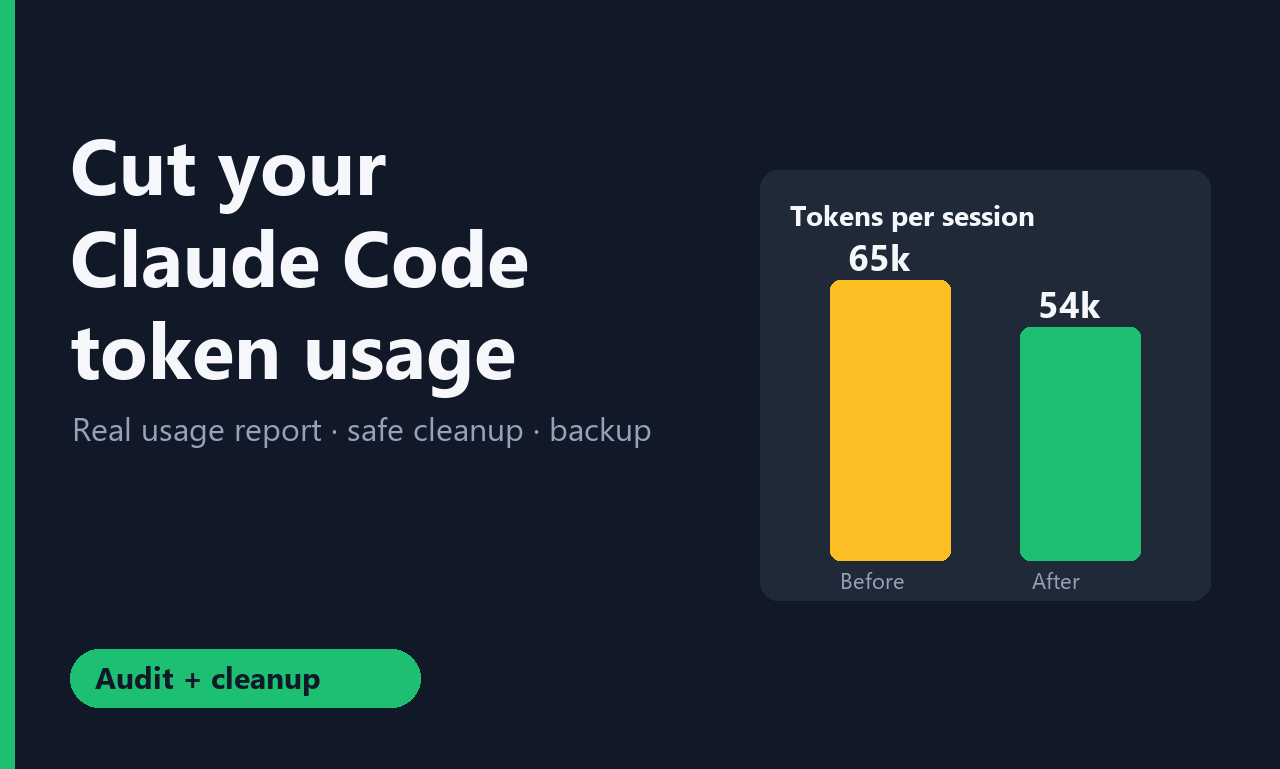 Cut your
Claude Code
token usage
Real usage report · safe cleanup · backup
Audit + cleanup
Tokens per session
65k
54k
Before
After